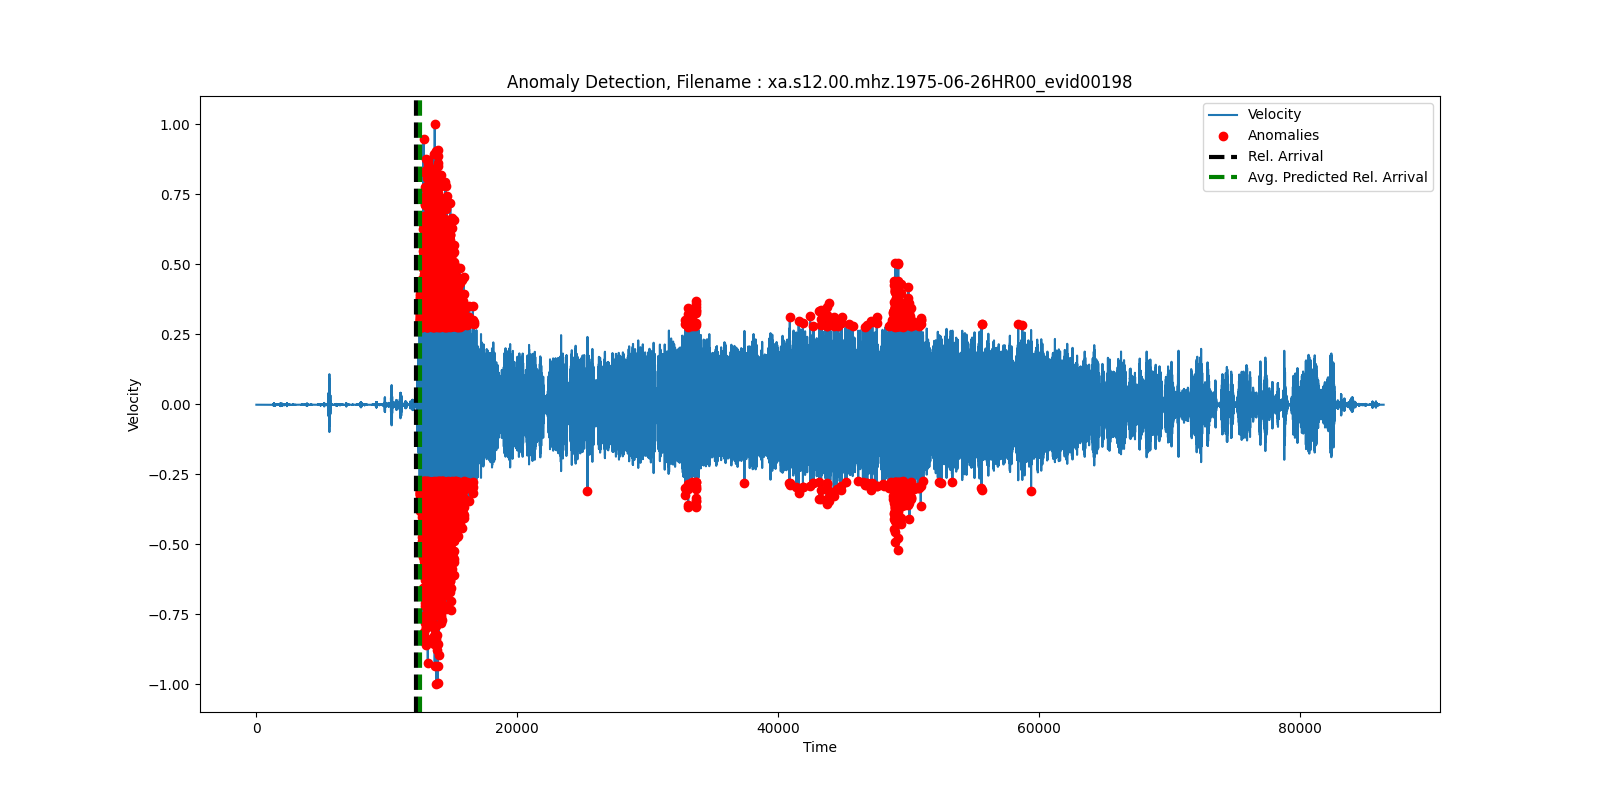 Anomaly Detection, Filename : xa.s12.00.mhz.1975-06-26HR00_evid00198
Velocity
Anomalies
Rel. Arrival
Avg. Predicted Rel. Arrival
1.00
0.75
0.50
0.25
0.00
−0.25
−0.50
−0.75
−1.00
Velocity
0
20000
40000
60000
80000
Time